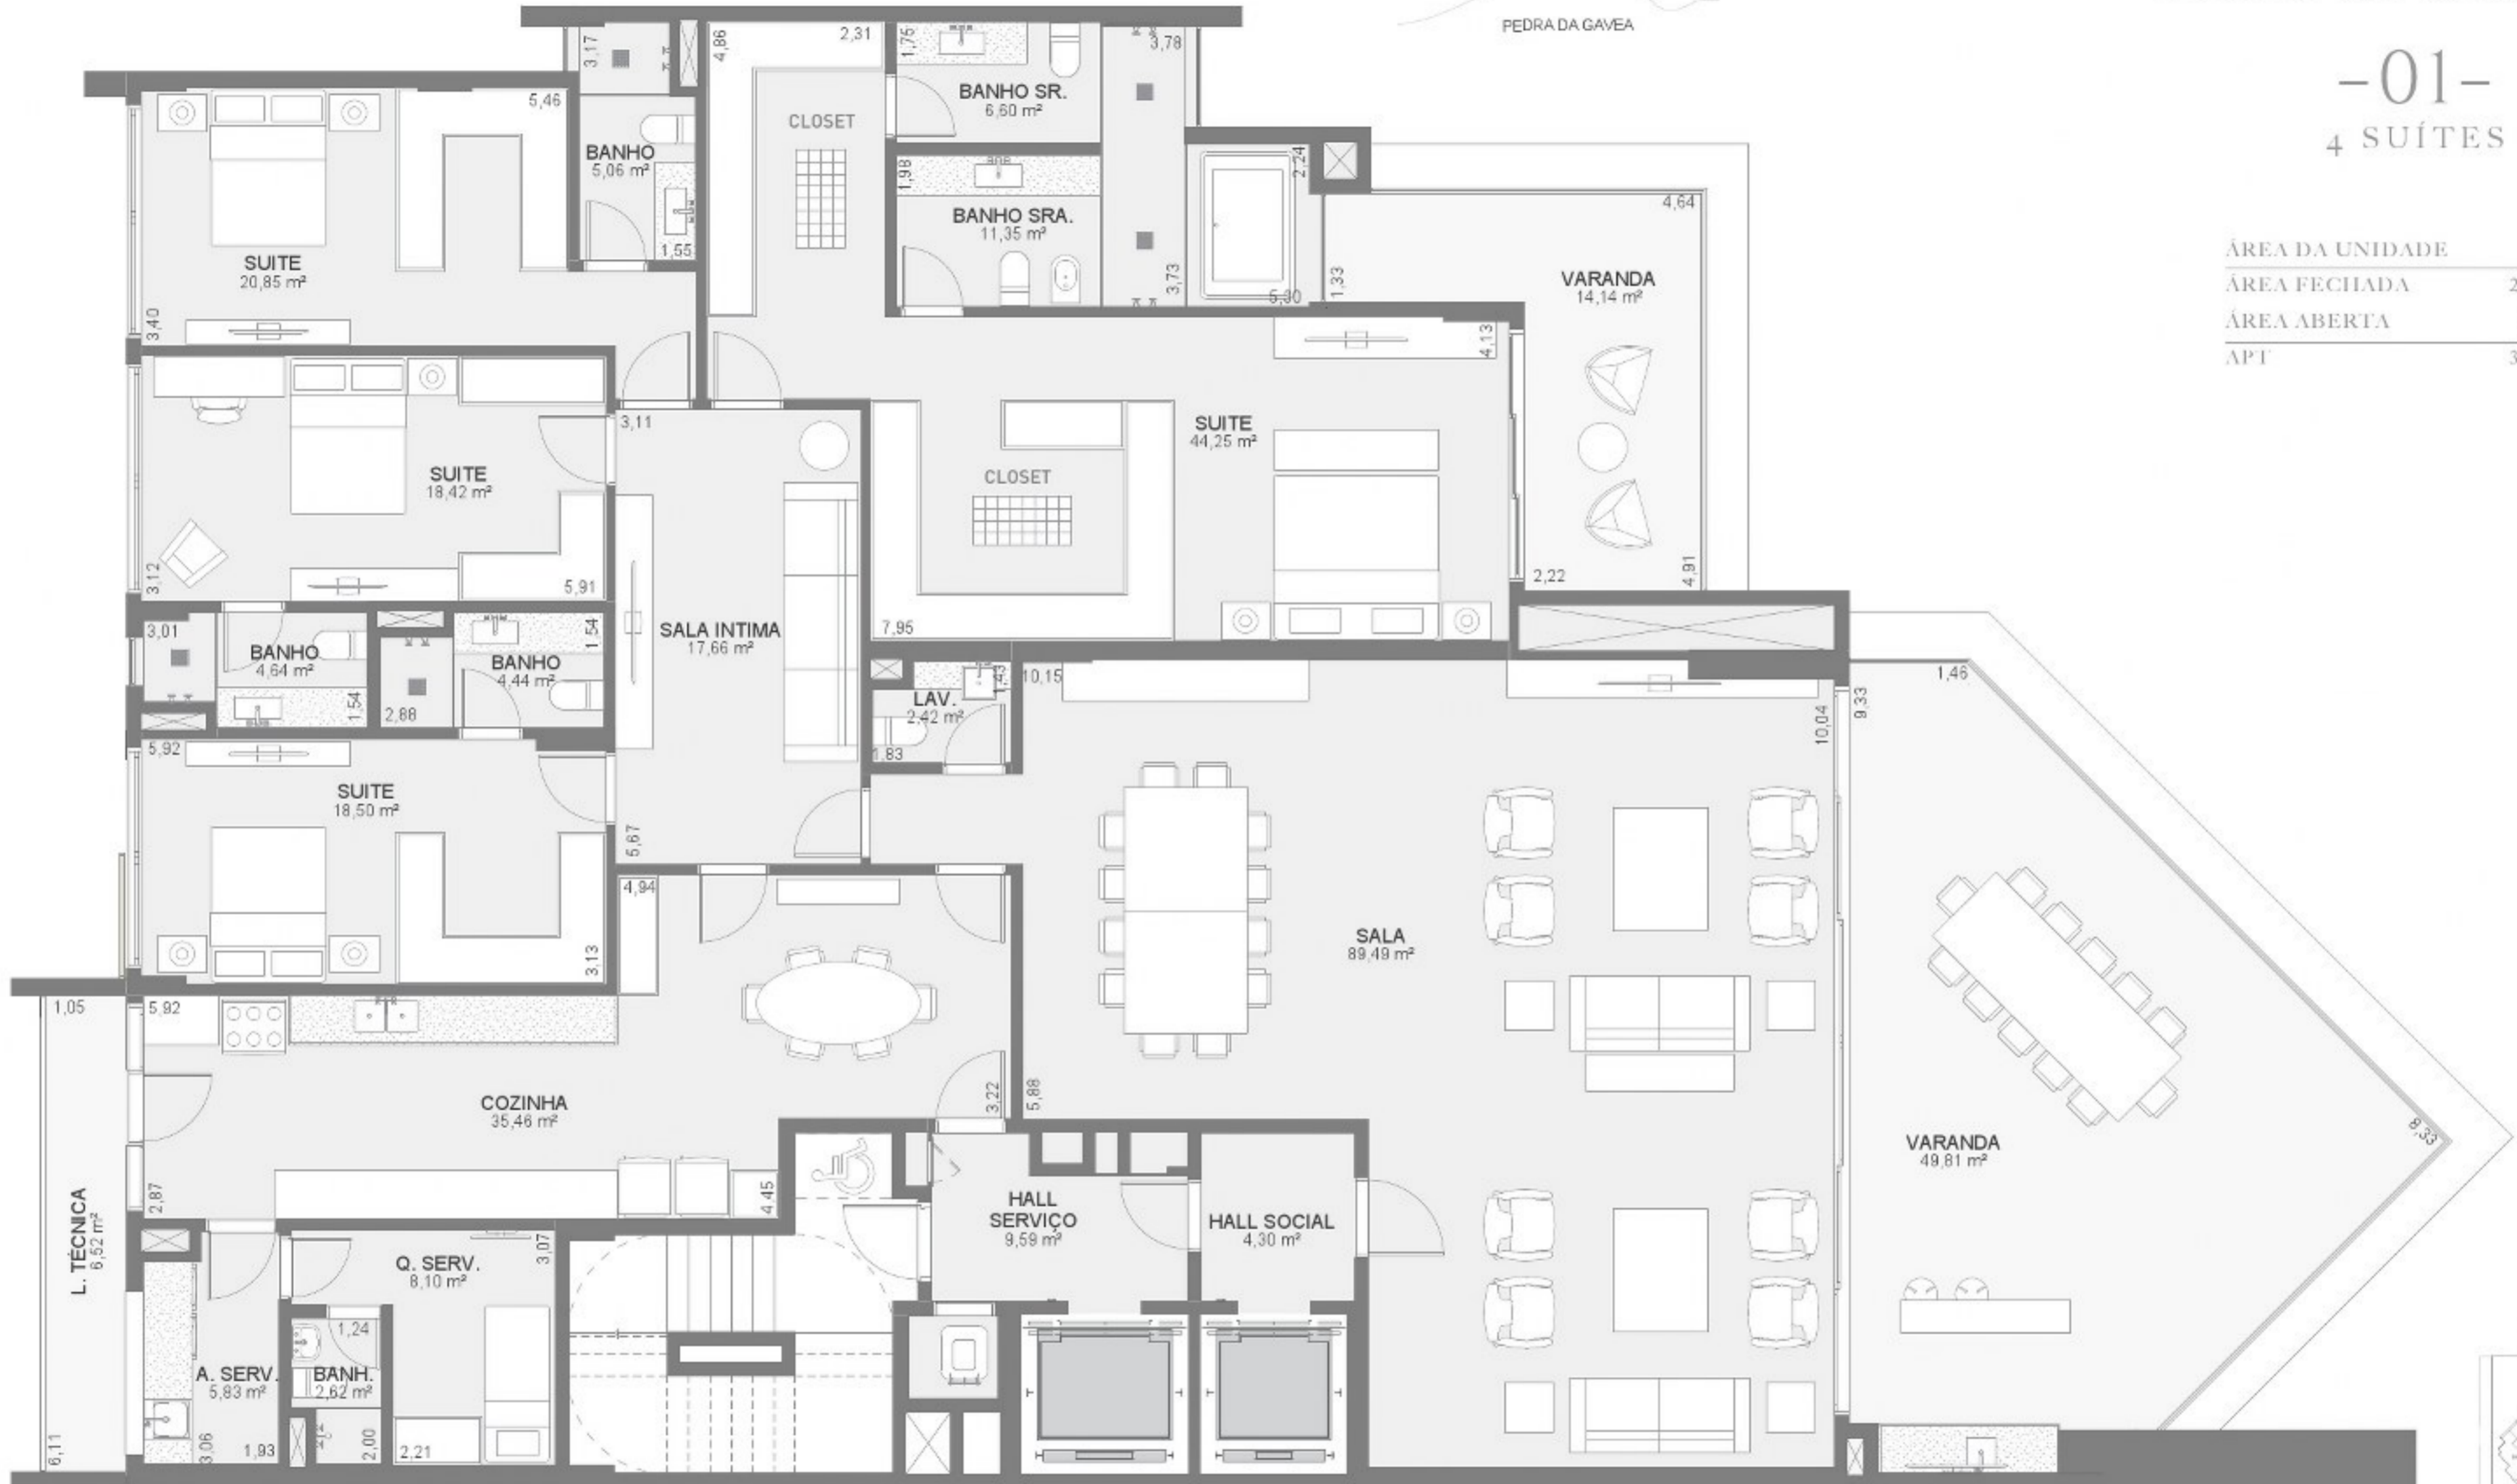 PEDRA DA GAVEA
-01-
4 SUÍTES
ÁREA DA UNIDADE
ÁREA FECHADA 2
ÁREA ABERTA
APT 3
3,17
4,86
2,31
1,75
3,78
BANHO SR.
6,60 m²
5,46
CLOSET
BANHO
5,06 m²
1,55
1,98
BANHO SRA.
11,35 m²
3,73
2,24
5,30
1,33
4,64
VARANDA
14,14 m²
SUITE
20,85 m²
3,40
4,13
3,11
SUITE
44,25 m²
CLOSET
SUITE
18,42 m²
3,12
5,91
2,22
4,91
7,95
3,01
BANHO
4,64 m²
1,54
BANHO
4,44 m²
1,54
2,88
SALA INTIMA
17,66 m²
LAV.
2,42 m²
1,43
1,83
10,15
1,46
9,33
10,04
5,92
SUITE
18,50 m²
5,67
4,94
3,13
SALA
89,49 m²
1,05
5,92
COZINHA
35,46 m²
3,22
5,88
8,33
VARANDA
49,81 m²
2,87
4,45
HALL
SERVIÇO
9,59 m²
HALL SOCIAL
4,30 m²
L. TÉCNICA
6,52 m²
Q. SERV.
8,10 m²
3,07
1,24
A. SERV.
5,83 m²
BANH.
2,62 m²
6,11
3,06
1,93
2,00
2,21